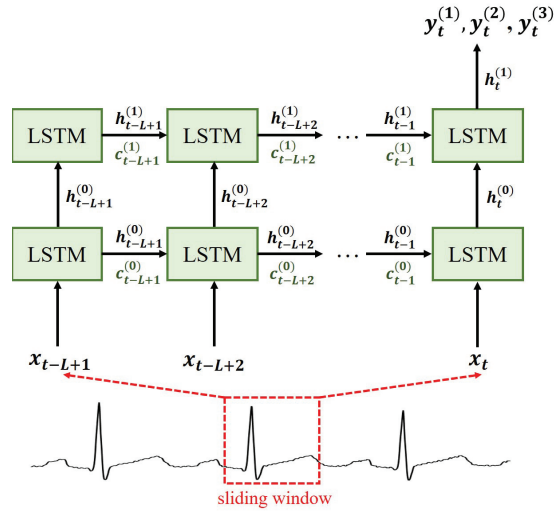 y_t^(1), y_t^(2), y_t^(3)
h_t^(1)
h_{t-L+1}^(1) h_{t-L+2}^(1) h_{t-1}^(1)
LSTM LSTM ... LSTM
c_{t-L+1}^(1) c_{t-L+2}^(1) c_{t-1}^(1)
h_{t-L+1}^(0) h_{t-L+2}^(0) h_t^(0)
h_{t-L+1}^(0) h_{t-L+2}^(0) h_{t-1}^(0)
LSTM LSTM ... LSTM
c_{t-L+1}^(0) c_{t-L+2}^(0) c_{t-1}^(0)
x_{t-L+1} x_{t-L+2} x_t
sliding window